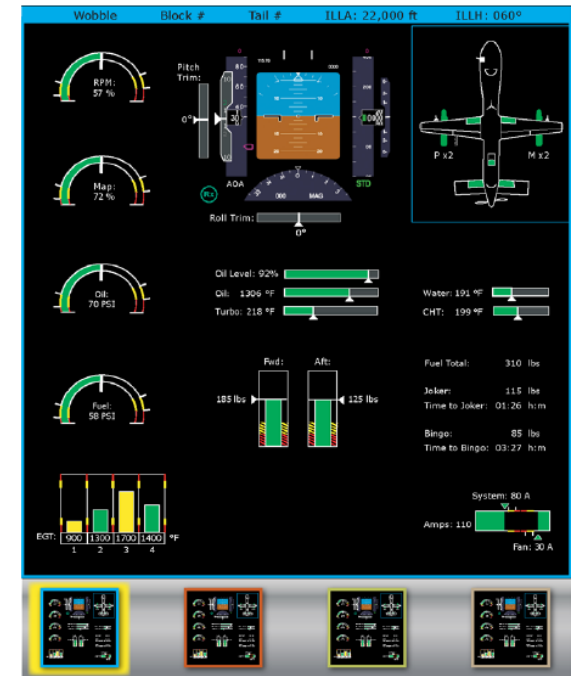 Wobble Block # Tail # ILLA: 22,000 ft ILLH: 060°
RPM:
57 %
Pitch
Trim:
0°
AOA
STD
Rx
Roll Trim:
0°
P x2 M x2
Map:
72 %
Oil:
70 PSI
Oil Level: 92%
Oil: 1306 °F
Turbo: 218 °F
Water: 191 °F
CHT: 199 °F
Fuel:
58 PSI
Fwd: Aft:
185 lbs 125 lbs
Fuel Total: 310 lbs
Joker: 115 lbs
Time to Joker: 01:26 h:m
Bingo: 85 lbs
Time to Bingo: 03:27 h:m
EGT: 900 1300 1700 1400 °F
1 2 3 4
System: 80 A
Amps: 110
Fan: 30 A